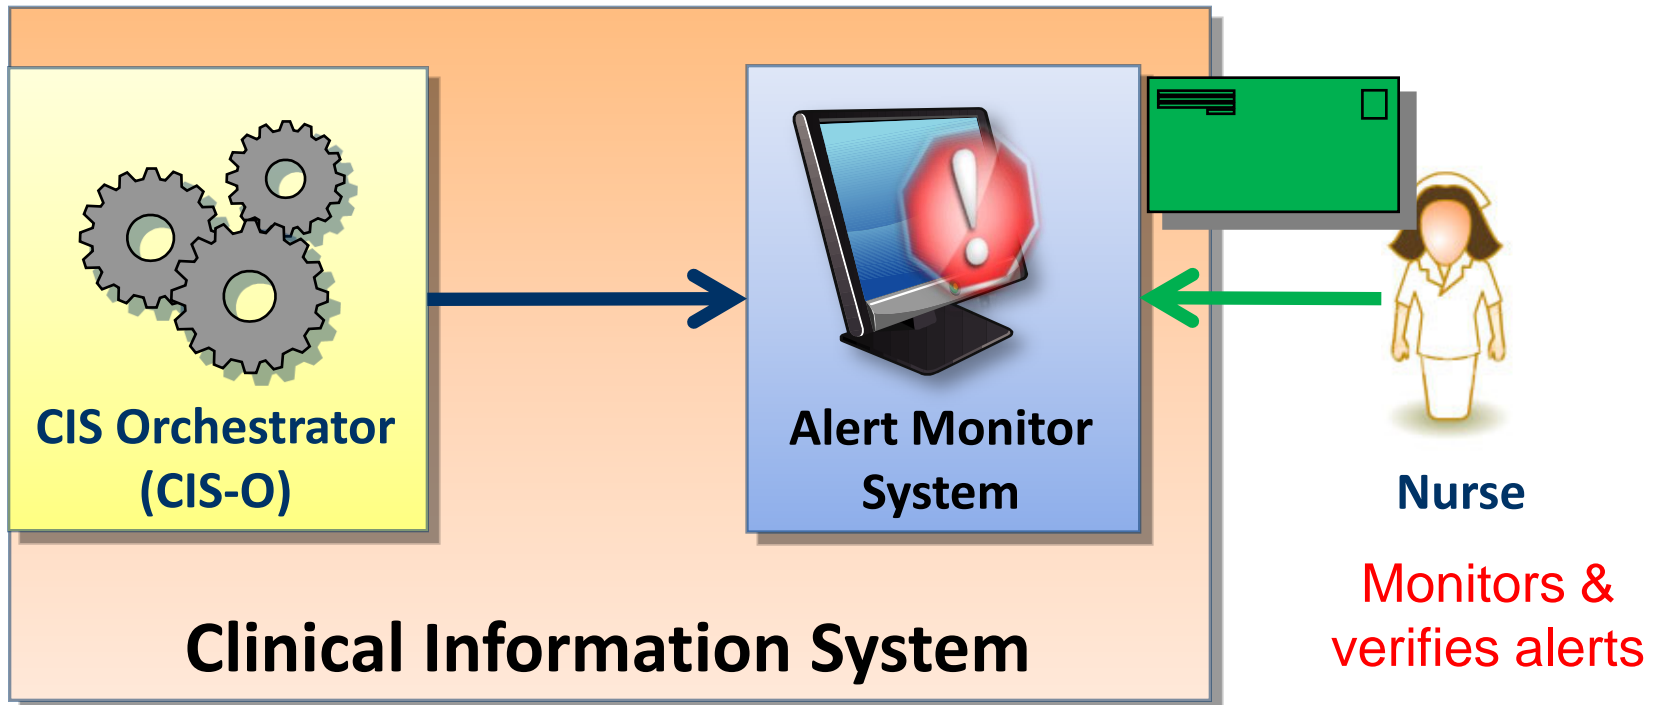 CIS Orchestrator
(CIS-O)
Alert Monitor
System
Nurse
Monitors &
verifies alerts
Clinical Information System